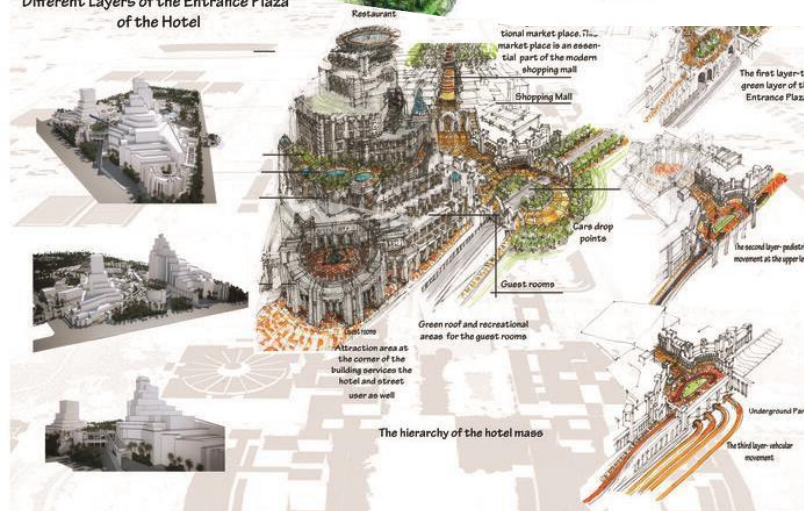 Different Layers of the Entrance Plaza
of the Hotel
Restaurant
tional market place. The
market place is an essen-
tial part of the modern
shopping mall
Shopping Mall
The first layer-t
green layer of th
Entrance Plaz
Cars drop
points
The second layer- pedistr
movement at the upper le
Guest rooms
Guest rooms
Green roof and recreational
areas for the guest rooms
Attraction area at
the corner of the
building services the
hotel and street
user as well
The hierarchy of the hotel mass
Underground Par
The third layer- vehcular
movement